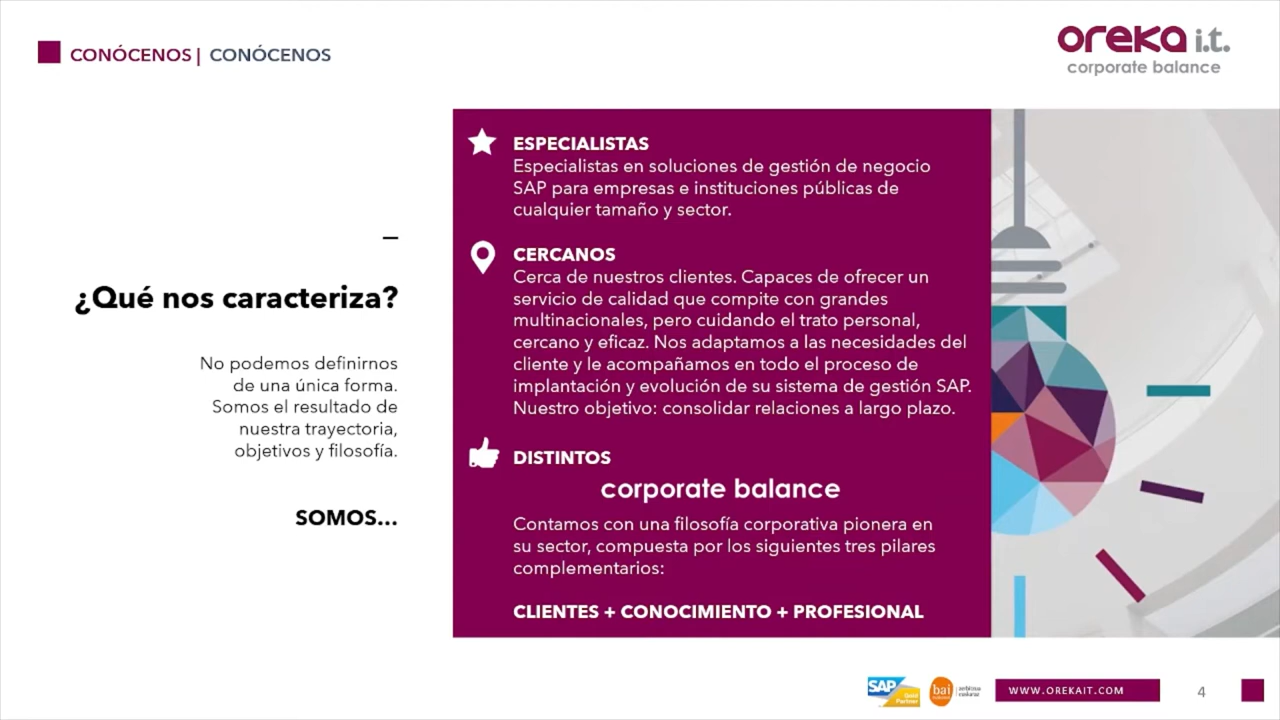 CONÓCENOS | CONÓCENOS
oreka i.t.
corporate balance
¿Qué nos caracteriza?
No podemos definirnos
de una única forma.
Somos el resultado de
nuestra trayectoria,
objetivos y filosofía.
SOMOS...
ESPECIALISTAS
Especialistas en soluciones de gestión de negocio
SAP para empresas e instituciones públicas de
cualquier tamaño y sector.
CERCANOS
Cerca de nuestros clientes. Capaces de ofrecer un
servicio de calidad que compite con grandes
multinacionales, pero cuidando el trato personal,
cercano y eficaz. Nos adaptamos a las necesidades del
cliente y le acompañamos en todo el proceso de
implantación y evolución de su sistema de gestión SAP.
Nuestro objetivo: consolidar relaciones a largo plazo.
DISTINTOS
corporate balance
Contamos con una filosofía corporativa pionera en
su sector, compuesta por los siguientes tres pilares
complementarios:
CLIENTES + CONOCIMIENTO + PROFESIONAL
SAP
Gold
Partner
bai
WWW.OREKAIT.COM
4